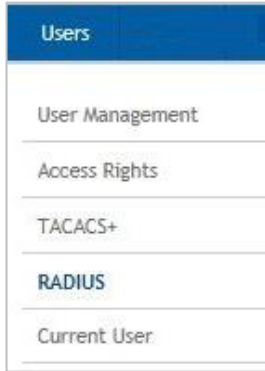 Users
User Management
Access Rights
TACACS+
RADIUS
Current User